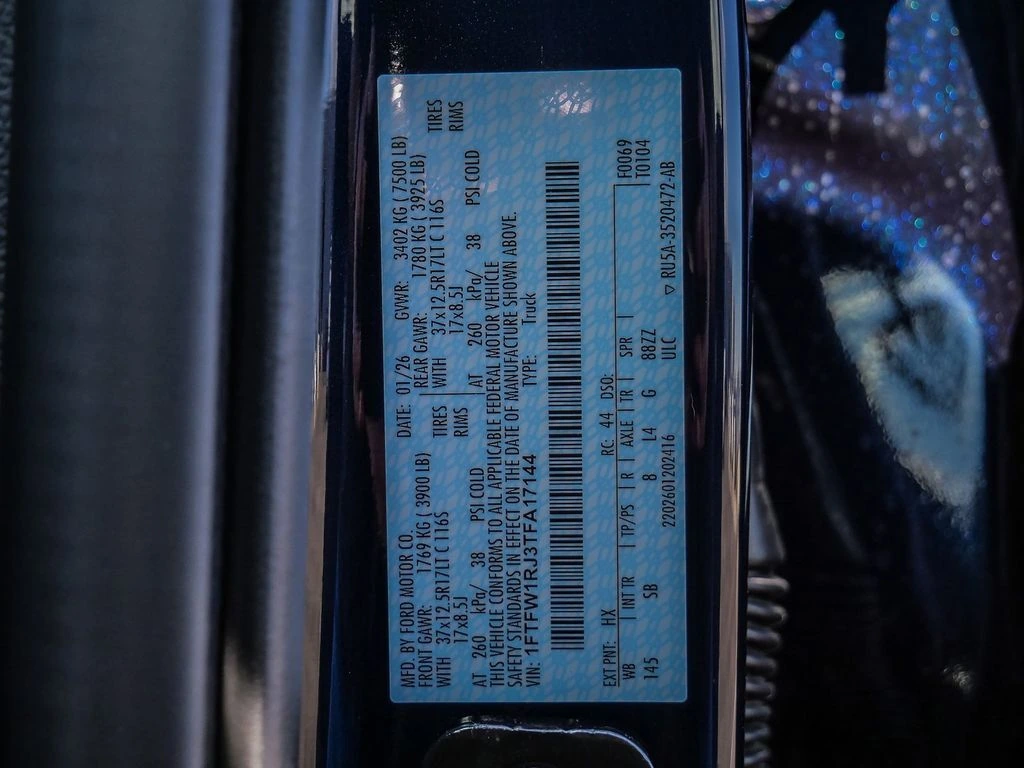 MFD. BY FORD MOTOR CO. DATE: 01/26 GVWR: 3402 KG ( 7500 LB)
FRONT GAWR: 1769 KG ( 3900 LB) REAR GAWR: 1780 KG ( 3925 LB)
WITH 37x12.5R17LT C 116S TIRES WITH 37x12.5R17LT C 116S TIRES
17x8.5J RIMS 17x8.5J RIMS
AT 260 kPa/ 38 PSI COLD AT 260 kPa/ 38 PSI COLD
THIS VEHICLE CONFORMS TO ALL APPLICABLE FEDERAL MOTOR VEHICLE
SAFETY STANDARDS IN EFFECT ON THE DATE OF MANUFACTURE SHOWN ABOVE.
VIN: 1FTFW1RJ3TFA17144 TYPE: Truck
EXT PNT: HX RC: 44 DSO: F0069
WB INT TR TP/PS R AXLE TR SPR T0104
145 SB 8 L4 G 88ZZ
2202601202416 ULC ▽ RU5A-3520472-AB